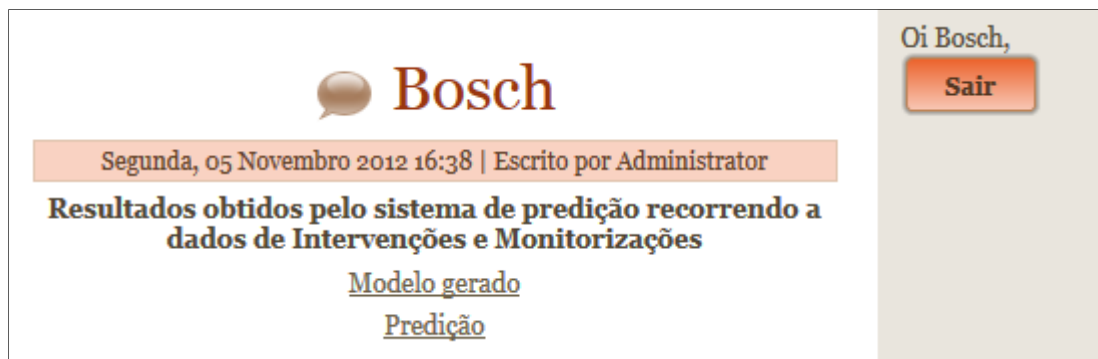 Bosch
Segunda, 05 Novembro 2012 16:38 | Escrito por Administrator
Resultados obtidos pelo sistema de predição recorrendo a
dados de Intervenções e Monitorizações
Modelo gerado
Predição
Oi Bosch,
Sair